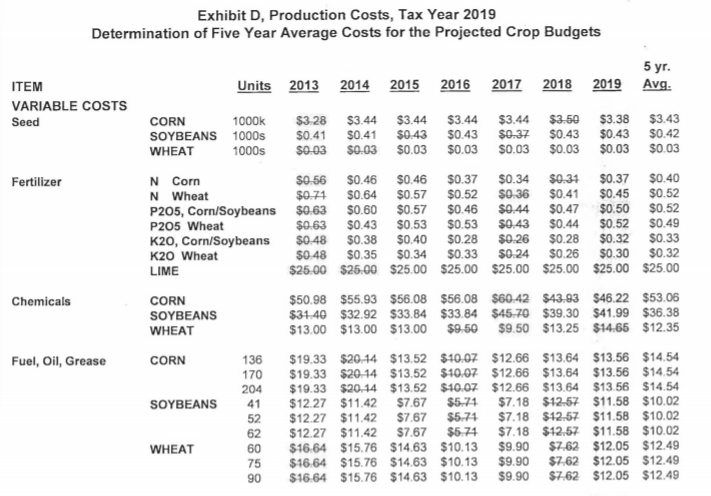 Exhibit D, Production Costs, Tax Year 2019
Determination of Five Year Average Costs for the Projected Crop Budgets
5 yr.
ITEM Units 2013 2014 2015 2016 2017 2018 2019 Avg.
VARIABLE COSTS
Seed CORN 1000k $3.28 $3.44 $3.44 $3.44 $3.44 $3.50 $3.38 $3.43
SOYBEANS 1000s $0.41 $0.41 $0.43 $0.43 $0.37 $0.43 $0.43 $0.42
WHEAT 1000s $0.03 $0.03 $0.03 $0.03 $0.03 $0.03 $0.03 $0.03
Fertilizer N Corn $0.56 $0.46 $0.46 $0.37 $0.34 $0.31 $0.37 $0.40
N Wheat $0.71 $0.64 $0.57 $0.52 $0.36 $0.41 $0.45 $0.52
P2O5, Corn/Soybeans $0.63 $0.60 $0.57 $0.46 $0.44 $0.47 $0.50 $0.52
P2O5 Wheat $0.63 $0.43 $0.53 $0.53 $0.43 $0.44 $0.52 $0.49
K2O, Corn/Soybeans $0.48 $0.38 $0.40 $0.28 $0.26 $0.28 $0.32 $0.33
K2O Wheat $0.48 $0.35 $0.34 $0.33 $0.24 $0.26 $0.30 $0.32
LIME $25.00 $25.00 $25.00 $25.00 $25.00 $25.00 $25.00 $25.00
Chemicals CORN $50.98 $55.93 $56.08 $56.08 $60.42 $43.93 $46.22 $53.06
SOYBEANS $31.40 $32.92 $33.84 $33.84 $45.70 $39.30 $41.99 $36.38
WHEAT $13.00 $13.00 $13.00 $9.50 $9.50 $13.25 $14.65 $12.35
Fuel, Oil, Grease CORN 136 $19.33 $20.14 $13.52 $10.07 $12.66 $13.64 $13.56 $14.54
170 $19.33 $20.14 $13.52 $10.07 $12.66 $13.64 $13.56 $14.54
204 $19.33 $20.14 $13.52 $10.07 $12.66 $13.64 $13.56 $14.54
SOYBEANS 41 $12.27 $11.42 $7.67 $5.71 $7.18 $12.57 $11.58 $10.02
52 $12.27 $11.42 $7.67 $5.71 $7.18 $12.57 $11.58 $10.02
62 $12.27 $11.42 $7.67 $5.71 $7.18 $12.57 $11.58 $10.02
WHEAT 60 $16.64 $15.76 $14.63 $10.13 $9.90 $7.62 $12.05 $12.49
75 $16.64 $15.76 $14.63 $10.13 $9.90 $7.62 $12.05 $12.49
90 $16.64 $15.76 $14.63 $10.13 $9.90 $7.62 $12.05 $12.49